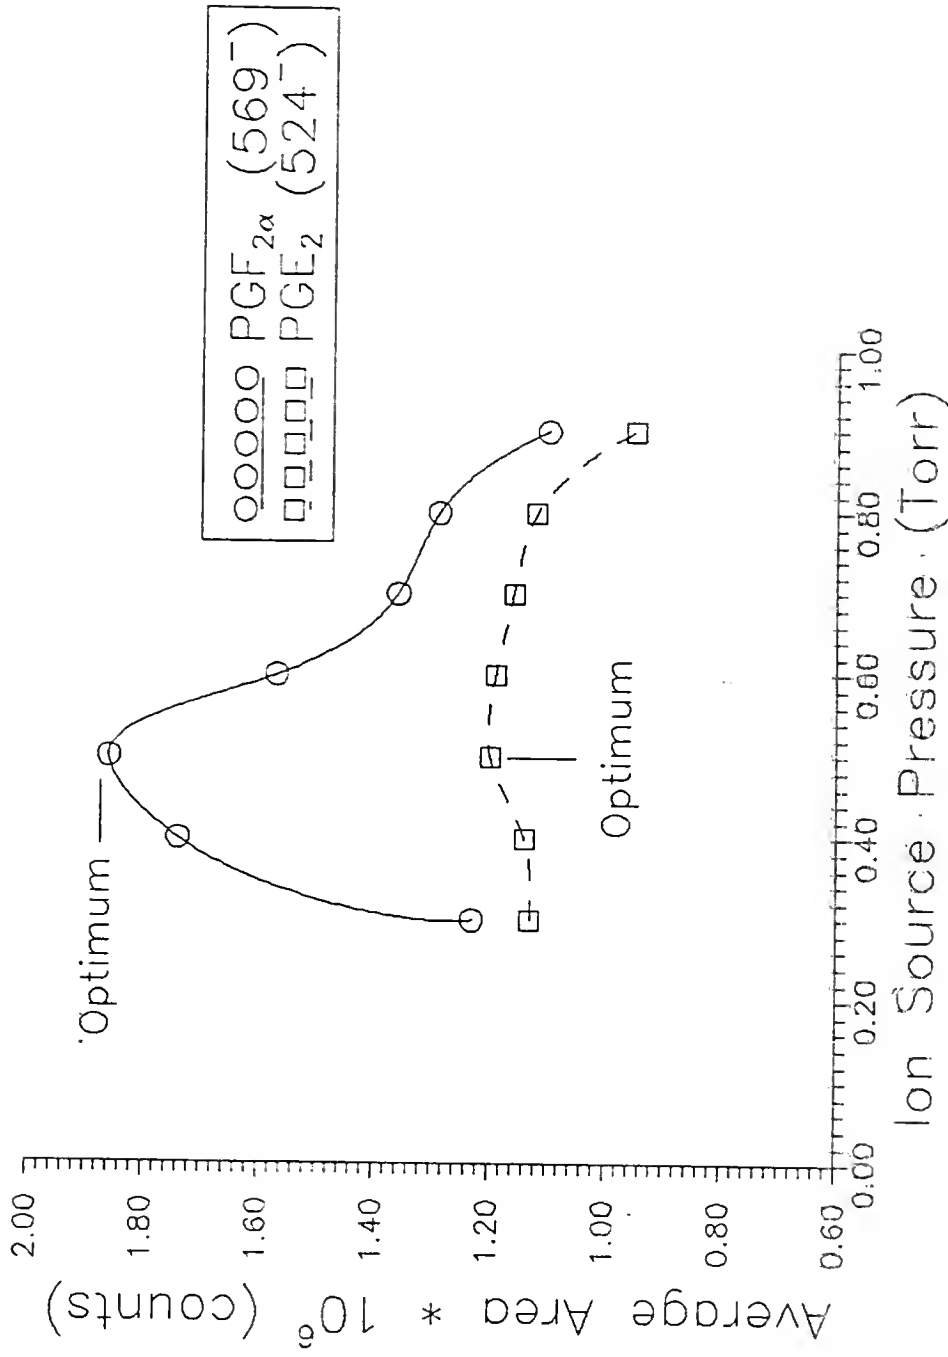 PGF₂α (569⁻)
PGE₂ (524⁻)
Optimum
Optimum
2.00
1.80
1.60
1.40
1.20
1.00
0.80
0.60
Average Area * 10⁶ (counts)
0.00 0.20 0.40 0.60 0.80 1.00
Ion Source Pressure (Torr)